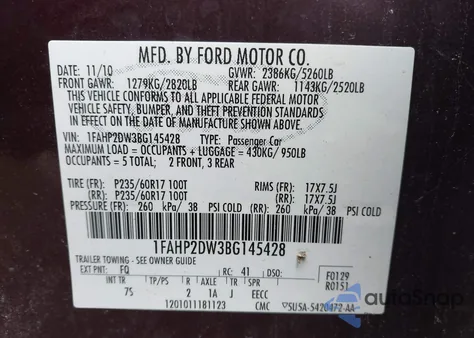 MFD. BY FORD MOTOR CO.
DATE: 11/10 GVWR: 2386KG/5260LB
FRONT GAWR: 1279KG/2820LB REAR GAWR: 1143KG/2520LB
THIS VEHICLE CONFORMS TO ALL APPLICABLE FEDERAL MOTOR
VEHICLE SAFETY, BUMPER, AND THEFT PREVENTION STANDARDS
IN EFFECT ON THE DATE OF MANUFACTURE SHOWN ABOVE.
VIN: 1FAHP2DW3BG145428 TYPE: Passenger Car
MAXIMUM LOAD = OCCUPANTS + LUGGAGE = 430KG/ 950LB
OCCUPANTS = 5 TOTAL: 2 FRONT, 3 REAR
TIRE (FR): P235/60R17 100T RIMS (FR): 17X7.5J
TIRE (RR): P235/60R17 100T RIMS (RR): 17X7.5J
PRESSURE (FR): 260 kPa/ 38 PSI COLD (RR): 260 kPa/ 38 PSI COLD
1FAHP2DW3BG145428
TRAILER TOWING - SEE OWNER GUIDE
EXT PNT: FQ RC: 41 DSO: F0129
R0151
INT TR TP/PS R AXLE TR SPR
75 2 1A J EECC
1201011181123 CMC 5U5A-5420472-AA
autoSnap